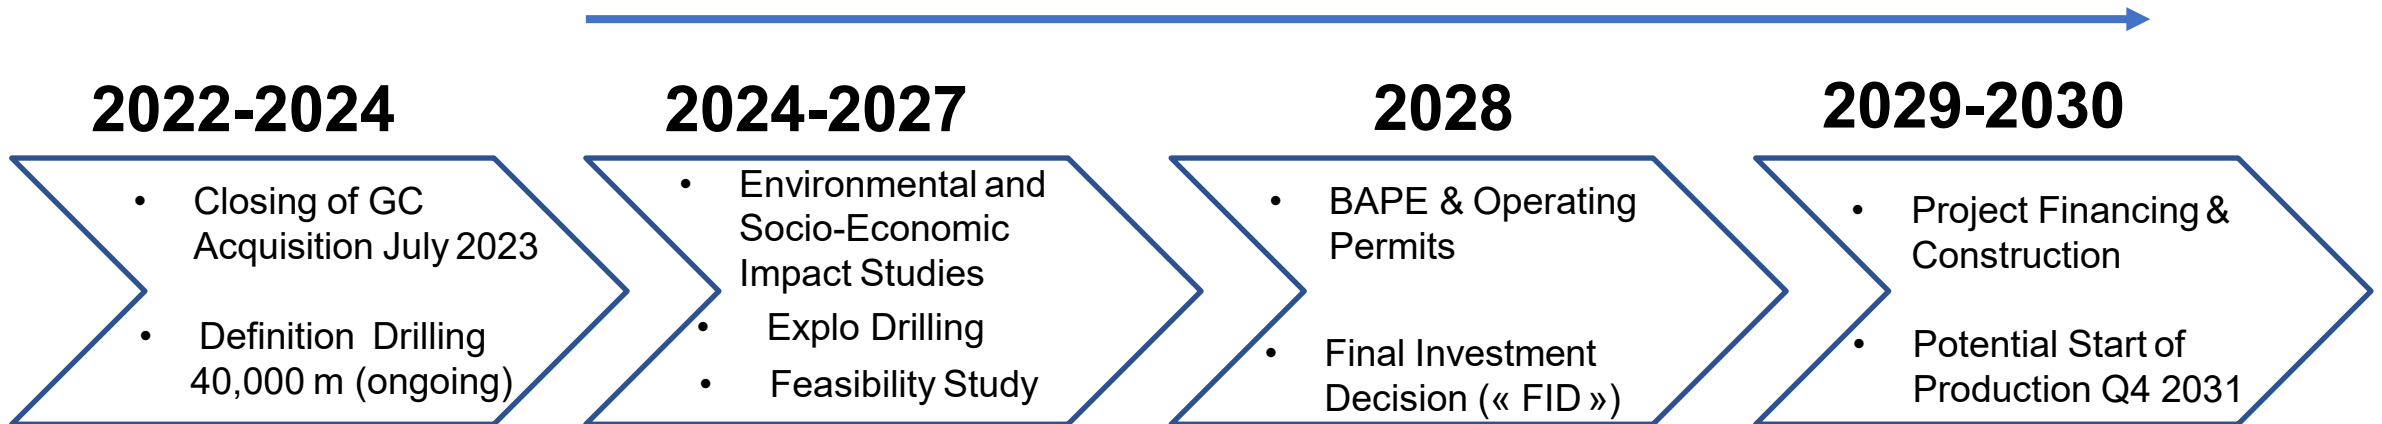 2022-2024
• Closing of GC
Acquisition July 2023
• Definition Drilling
40,000 m (ongoing)
2024-2027
• Environmental and
Socio-Economic
Impact Studies
• Explo Drilling
• Feasibility Study
2028
• BAPE & Operating
Permits
• Final Investment
Decision (« FID »)
2029-2030
• Project Financing &
Construction
• Potential Start of
Production Q4 2031